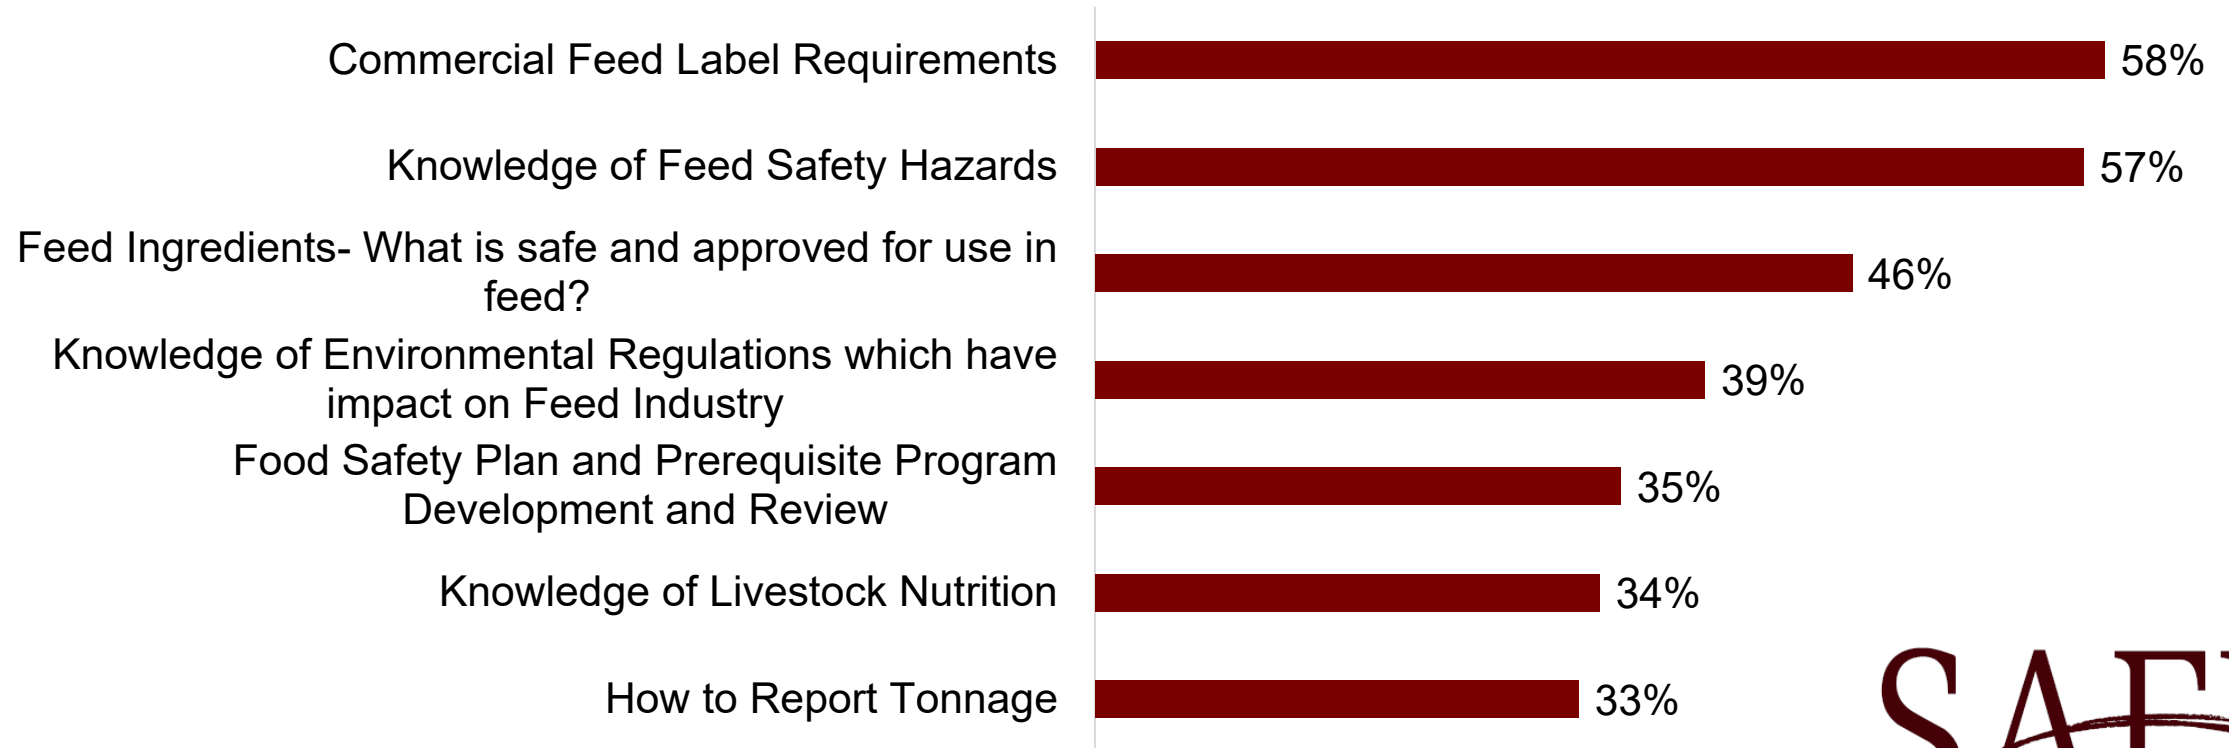 Commercial Feed Label Requirements 58%
Knowledge of Feed Safety Hazards 57%
Feed Ingredients- What is safe and approved for use in
feed?
46%
Knowledge of Environmental Regulations which have
impact on Feed Industry
39%
Food Safety Plan and Prerequisite Program
Development and Review
35%
Knowledge of Livestock Nutrition 34%
How to Report Tonnage 33%